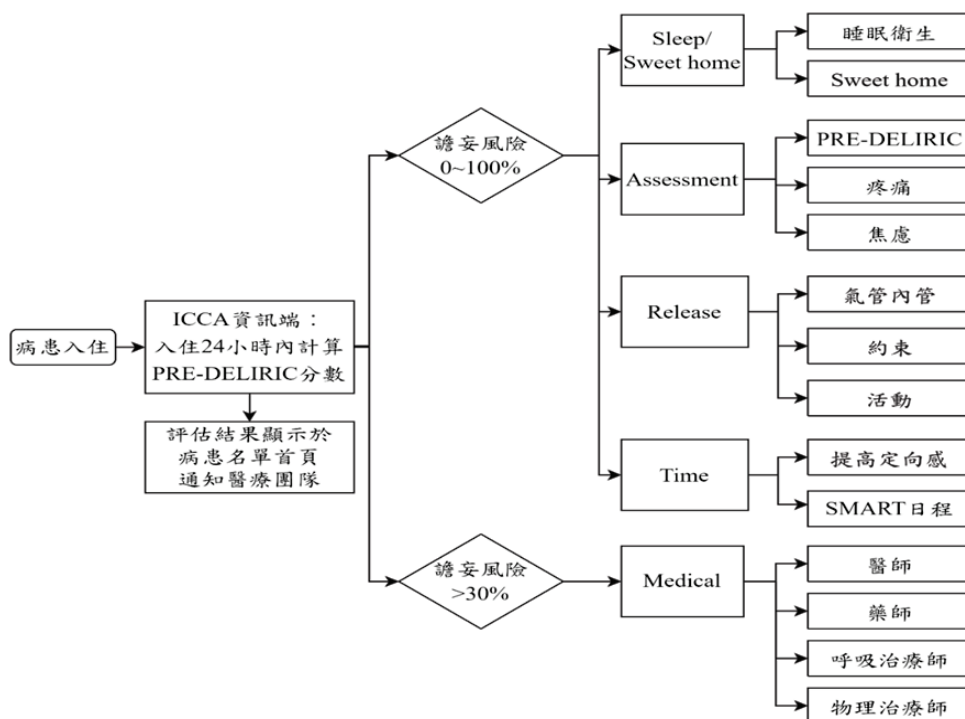 病患入住
ICCA資訊端：
入住24小時內計算
PRE-DELIRIC分數
評估結果顯示於
病患名單首頁
通知醫療團隊
譫妄風險
0~100%
Sleep/
Sweet home
睡眠衛生
Sweet home
Assessment
PRE-DELIRIC
疼痛
焦慮
Release
氣管內管
約束
活動
Time
提高定向感
SMART日程
譫妄風險
>30%
Medical
醫師
藥師
呼吸治療師
物理治療師